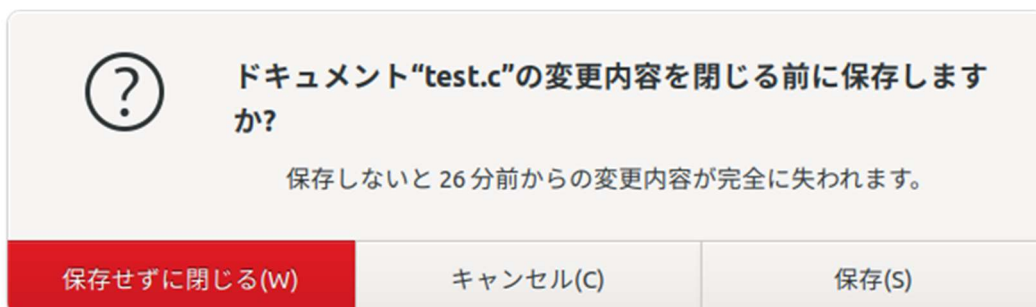 ドキュメント“test.c”の変更内容を閉じる前に保存します
か?
保存しないと 26 分前からの変更内容が完全に失われます。
保存せずに閉じる(W)
キャンセル(C)
保存(S)